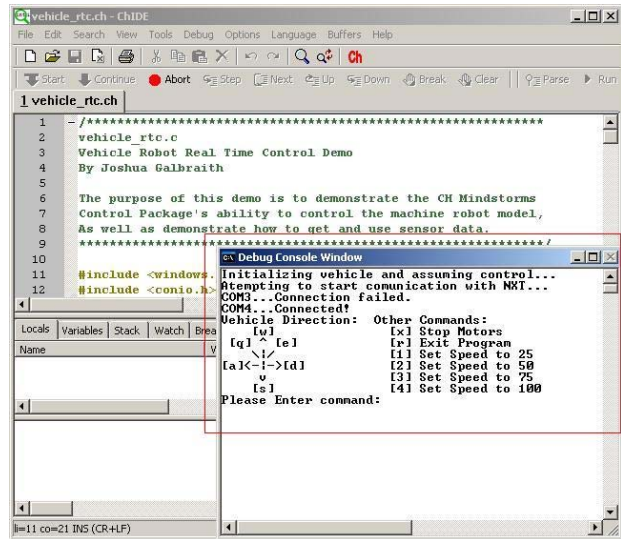 vehicle_rtc.ch - ChIDE
File Edit Search View Tools Debug Options Language Buffers Help
Ch
Start Continue Abort Step Next Up Down Break Clear Parse Run
1 vehicle_rtc.ch
1 - /**********************************************************
2 vehicle_rtc.c
3 Vehicle Robot Real Time Control Demo
4 By Joshua Galbraith
5
6 The purpose of this demo is to demonstrate the CH Mindstorms
7 Control Package's ability to control the machine robot model,
8 As well as demonstrate how to get and use sensor data.
9 **********************************************************/
10
11 #include <windows.
12 #include <conio.h>
Locals Variables Stack Watch Brea
Name V
li=11 co=21 INS (CR+LF)
Debug Console Window
Initializing vehicle and assuming control...
Atempting to start comunication with NXT...
COM3...Connection failed.
COM4...Connected!
Vehicle Direction: Other Commands:
[w] [x] Stop Motors
[q] ^ [e] [r] Exit Program
\¦/ [1] Set Speed to 25
[a]<-¦->[d] [2] Set Speed to 50
v [3] Set Speed to 75
[s] [4] Set Speed to 100
Please Enter command: